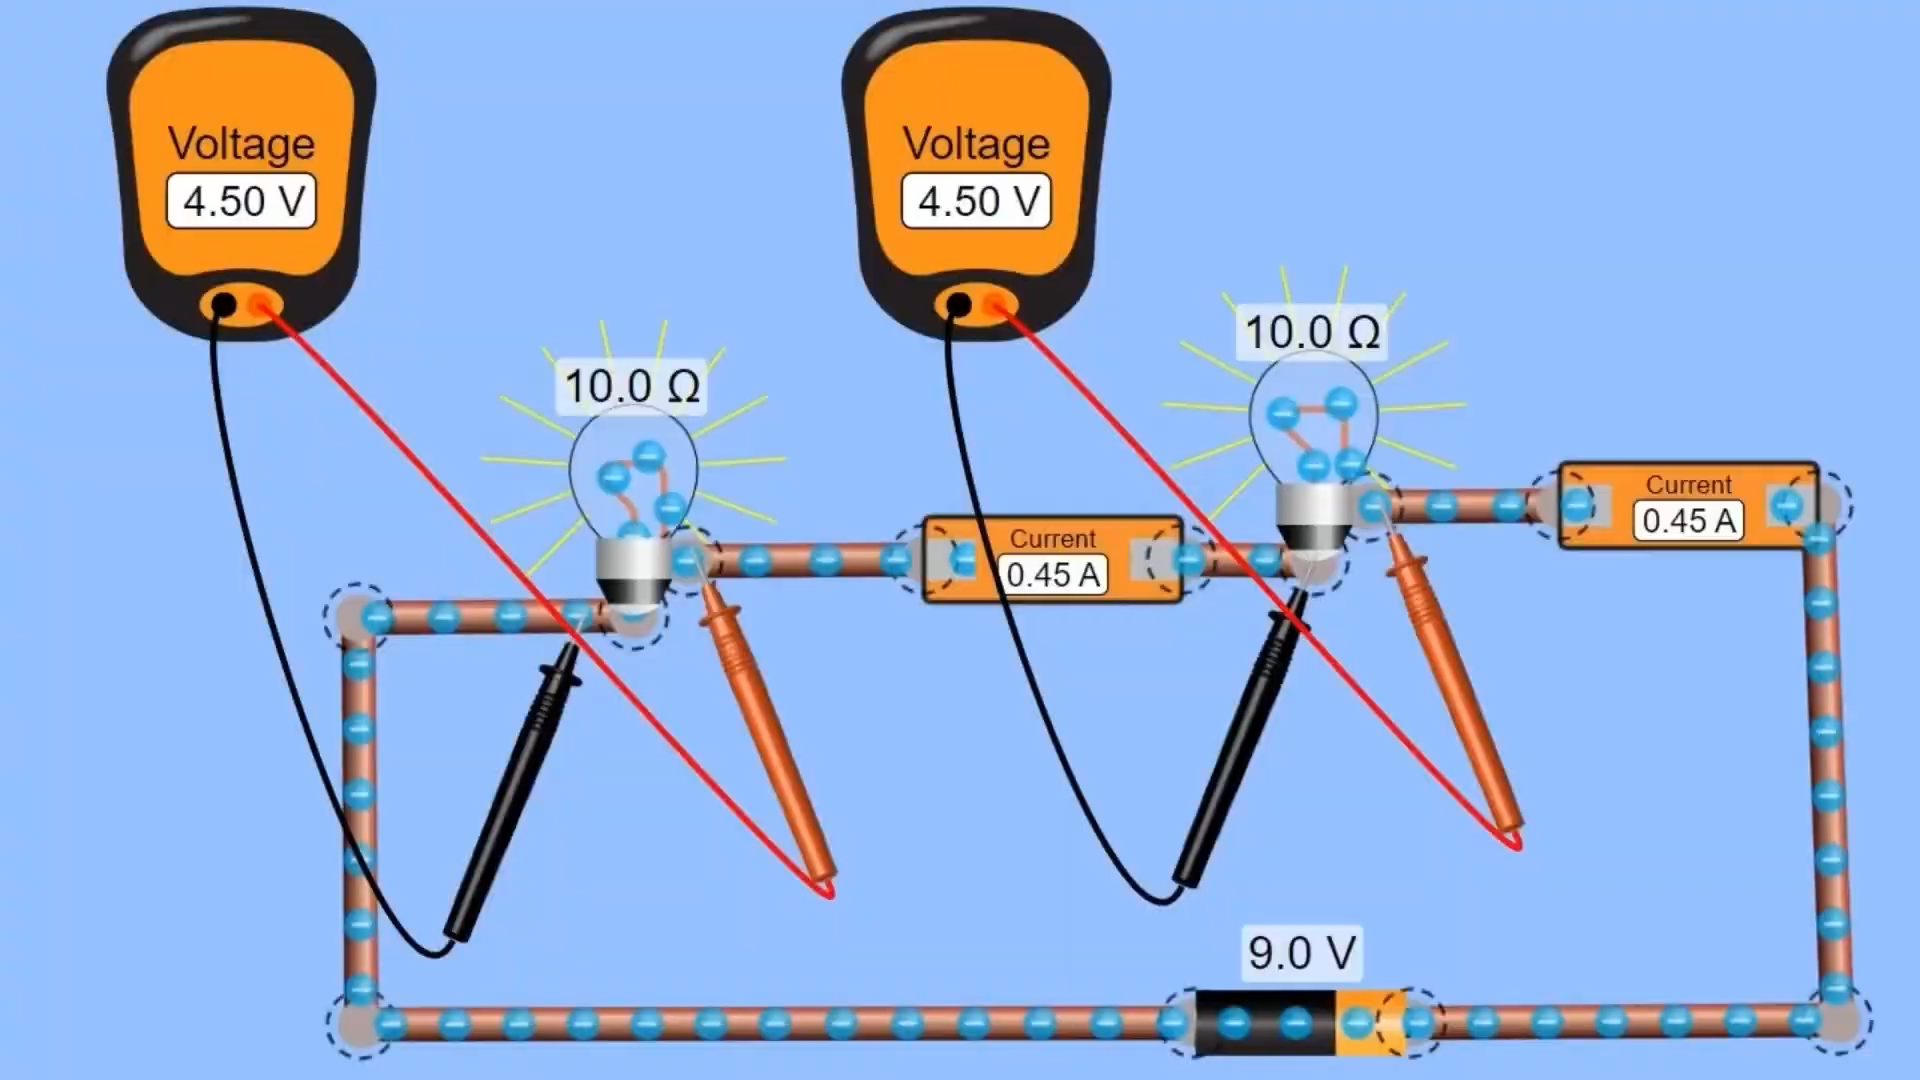 Voltage
4.50 V
Voltage
4.50 V
10.0 Ω
10.0 Ω
Current
0.45 A
Current
0.45 A
9.0 V